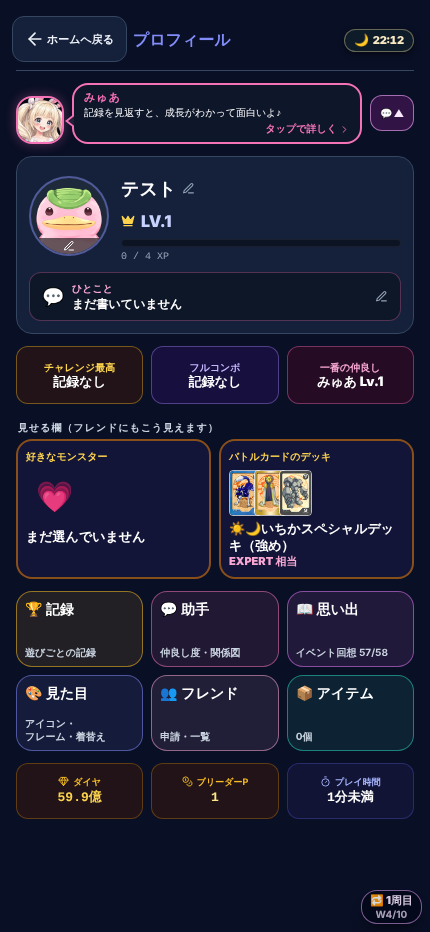 ホームへ戻る
プロフィール
22:12
みゅあ
記録を見返すと、成長がわかって面白いよ♪
タップで詳しく
テスト
LV.1
0 / 4 XP
ひとこと
まだ書いていません
チャレンジ最高
記録なし
フルコンボ
記録なし
一番の仲良し
みゅあ Lv.1
見せる欄（フレンドにもこう見えます）
好きなモンスター
まだ選んでいません
バトルカードのデッキ
☀️🌙いちかスペシャルデッ
キ（強め）
EXPERT 相当
記録
遊びごとの記録
助手
仲良し度・関係図
思い出
イベント回想 57/58
見た目
アイコン・
フレーム・着替え
フレンド
申請・一覧
アイテム
0個
ダイヤ
59.9億
ブリーダーP
1
プレイ時間
1分未満
1周目
W4/10